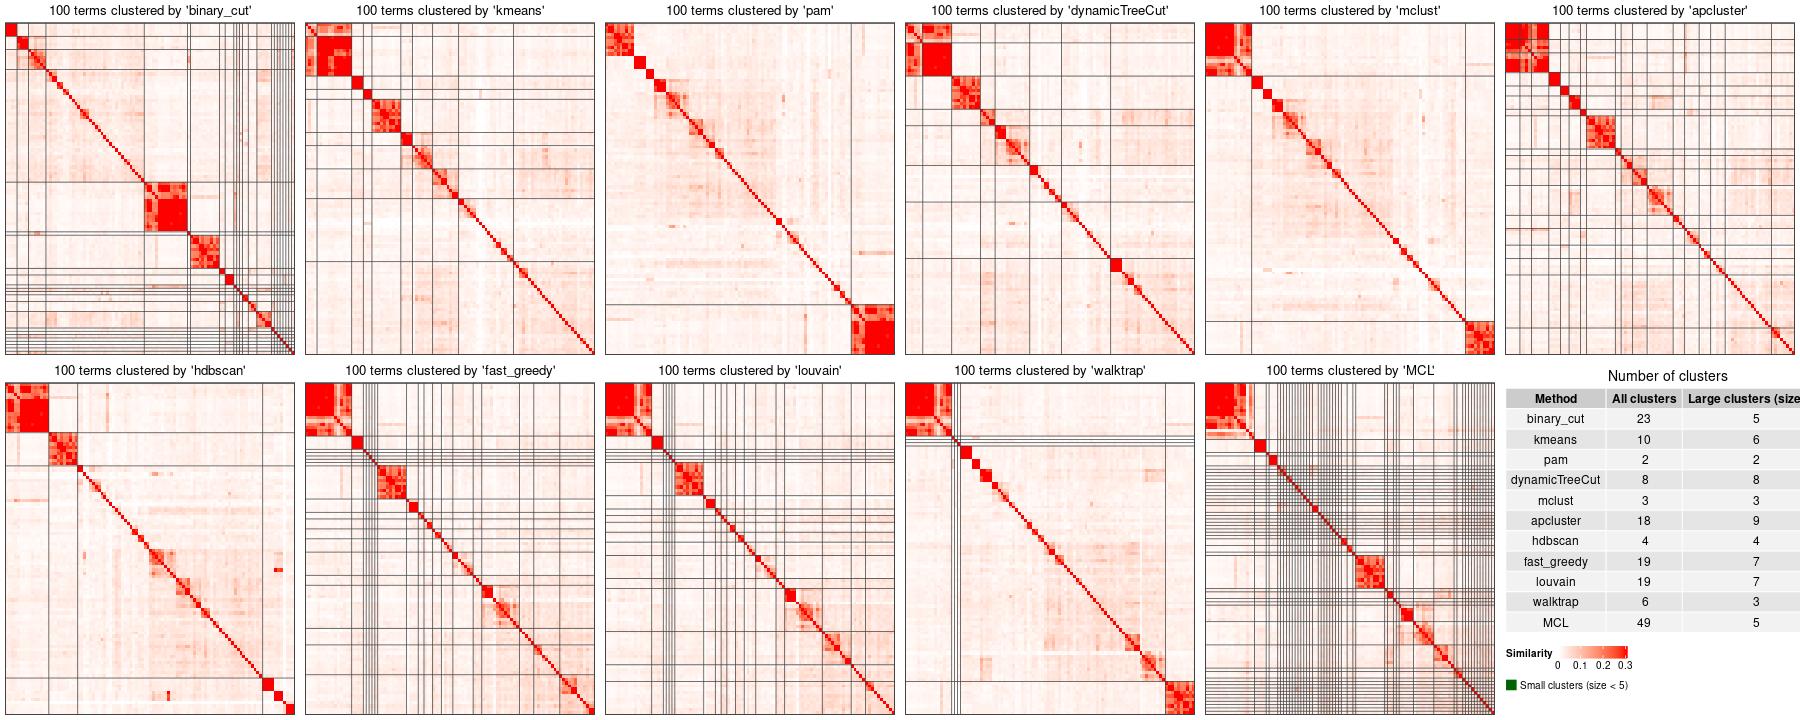 100 terms clustered by 'binary_cut'
100 terms clustered by 'kmeans'
100 terms clustered by 'pam'
100 terms clustered by 'dynamicTreeCut'
100 terms clustered by 'mclust'
100 terms clustered by 'apcluster'
100 terms clustered by 'hdbscan'
100 terms clustered by 'fast_greedy'
100 terms clustered by 'louvain'
100 terms clustered by 'walktrap'
100 terms clustered by 'MCL'
Number of clusters
Method All clusters Large clusters (size
binary_cut 23 5
kmeans 10 6
pam 2 2
dynamicTreeCut 8 8
mclust 3 3
apcluster 18 9
hdbscan 4 4
fast_greedy 19 7
louvain 19 7
walktrap 6 3
MCL 49 5
Similarity
0 0.1 0.2 0.3
Small clusters (size < 5)